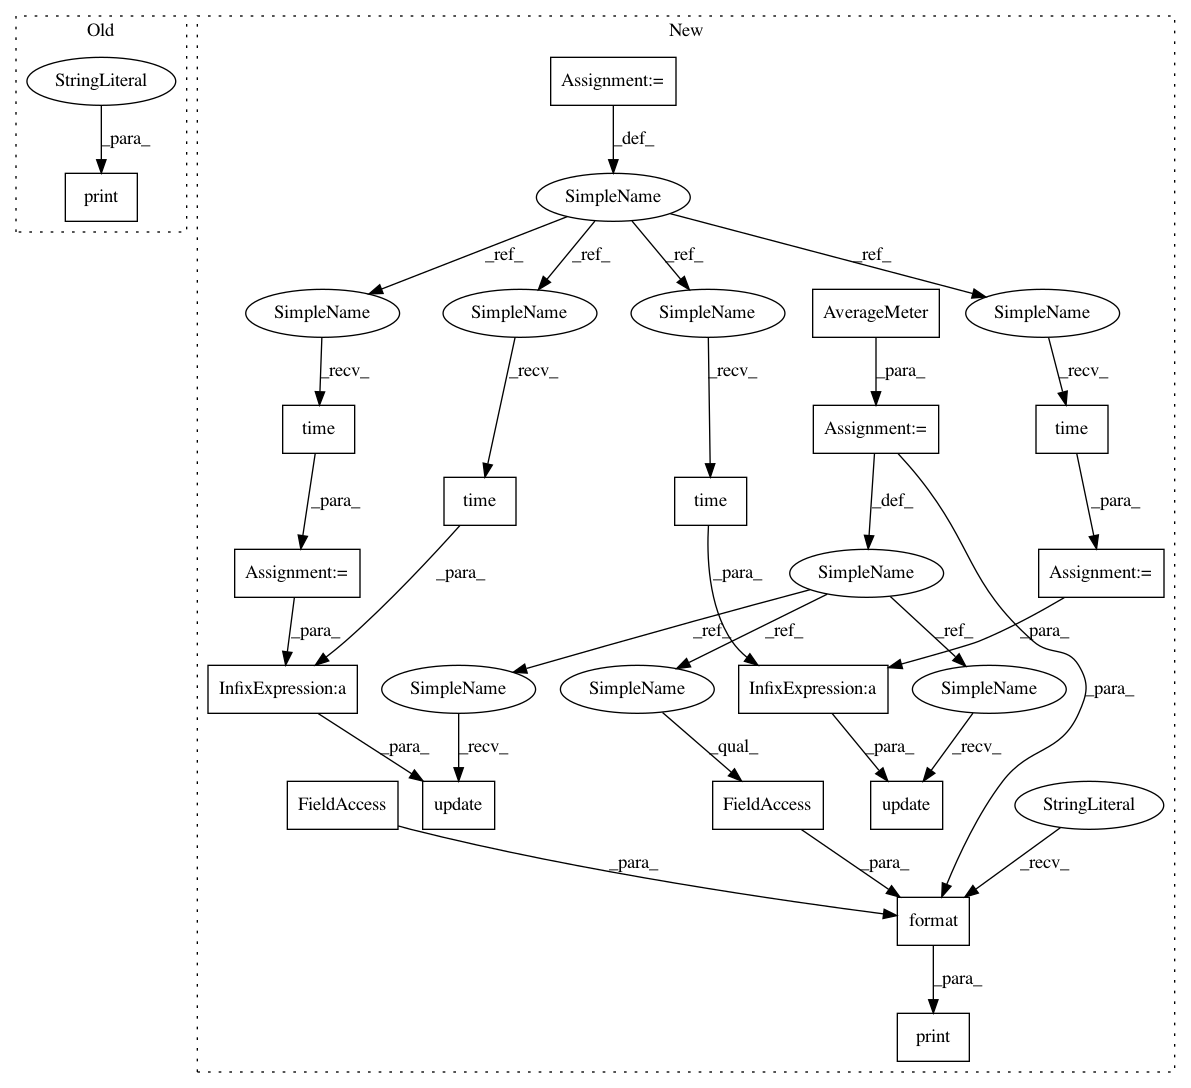 Old
New
StringLiteral
Assignment:=
_para_
_def_
print
SimpleName
_ref_
_ref_
_ref_
_ref_
SimpleName
SimpleName
SimpleName
AverageMeter
SimpleName
_recv_
_recv_
_recv_
_para_
_recv_
time
Assignment:=
time
_para_
time
time
_def_
_para_
Assignment:=
_para_
_para_
SimpleName
Assignment:=
_para_
_ref_
_ref_
_ref_
_para_
InfixExpression:a
SimpleName
SimpleName
InfixExpression:a
SimpleName
_para_
_para_
_recv_
_qual_
_para_
_recv_
FieldAccess
update
FieldAccess
update
StringLiteral
_para_
_para_
_recv_
format
_para_
print